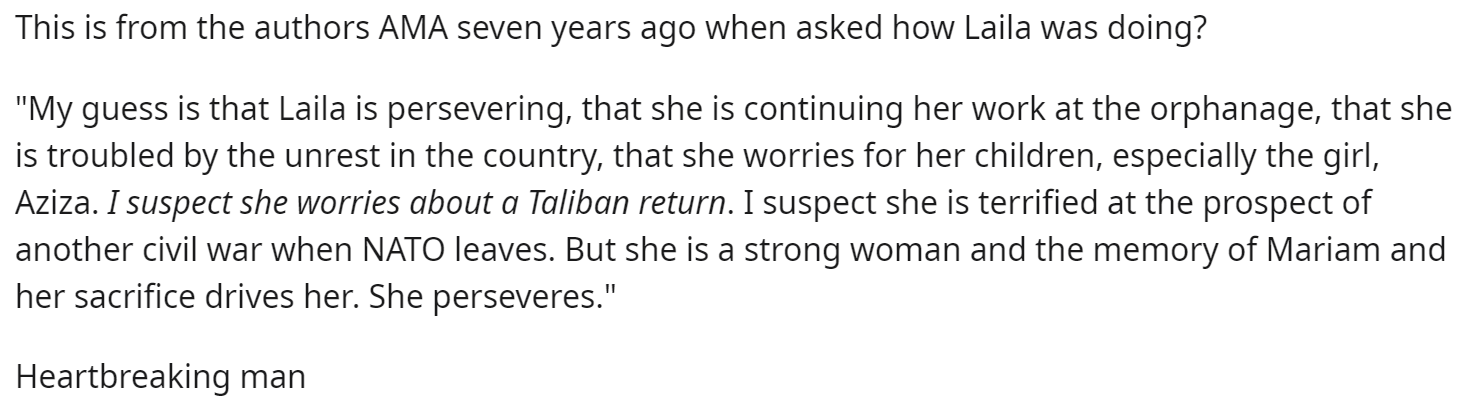 This is from the authors AMA seven years ago when asked how Laila was doing?
"My guess is that Laila is persevering, that she is continuing her work at the orphanage, that she
is troubled by the unrest in the country, that she worries for her children, especially the girl,
Aziza. I suspect she worries about a Taliban return. I suspect she is terrified at the prospect of
another civil war when NATO leaves. But she is a strong woman and the memory of Mariam and
her sacrifice drives her. She perseveres."
Heartbreaking man